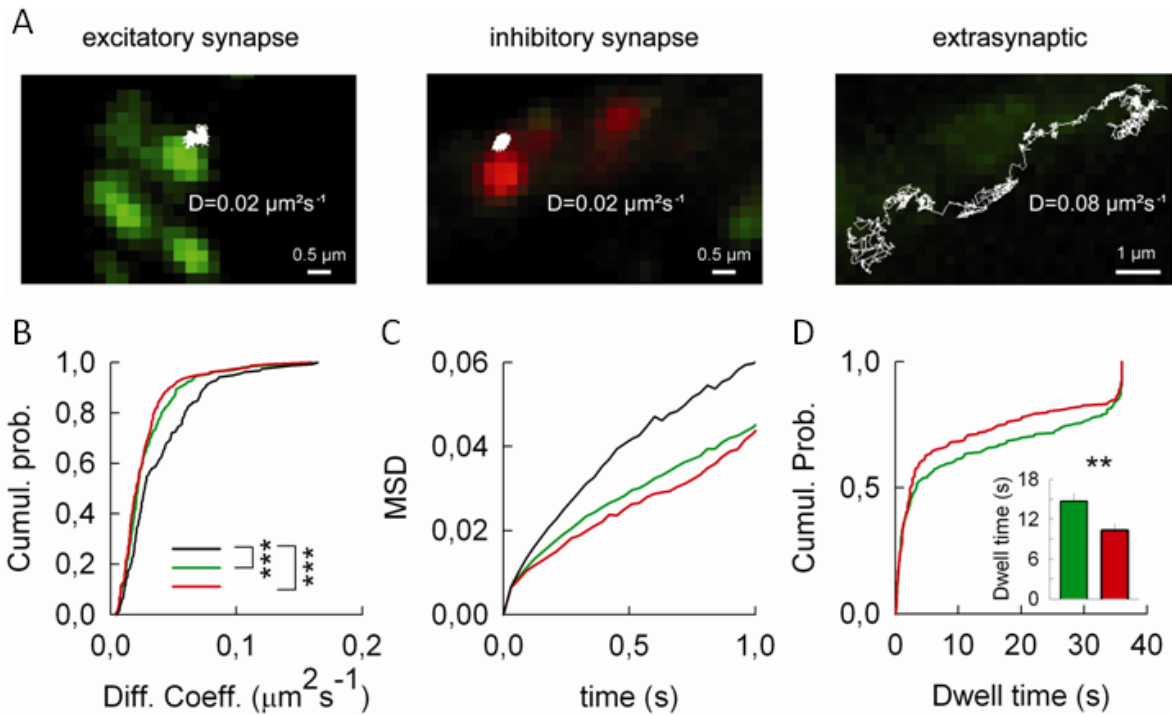 A
excitatory synapse
inhibitory synapse
extrasynaptic
D=0.02 µm²s⁻¹
0.5 µm
D=0.02 µm²s⁻¹
0.5 µm
D=0.08 µm²s⁻¹
1 µm
B
Cumul. prob.
1,0
0,8
0,6
0,4
0,2
0,0
***
***
0,0
0,1
0,2
Diff. Coeff. (µm²s⁻¹)
C
MSD
0,06
0,04
0,02
0,00
0,0
0,5
1,0
time (s)
D
Cumul. Prob.
1,0
0,5
0,0
**
Dwell time (s)
18
12
6
0
0
10
20
30
40
Dwell time (s)